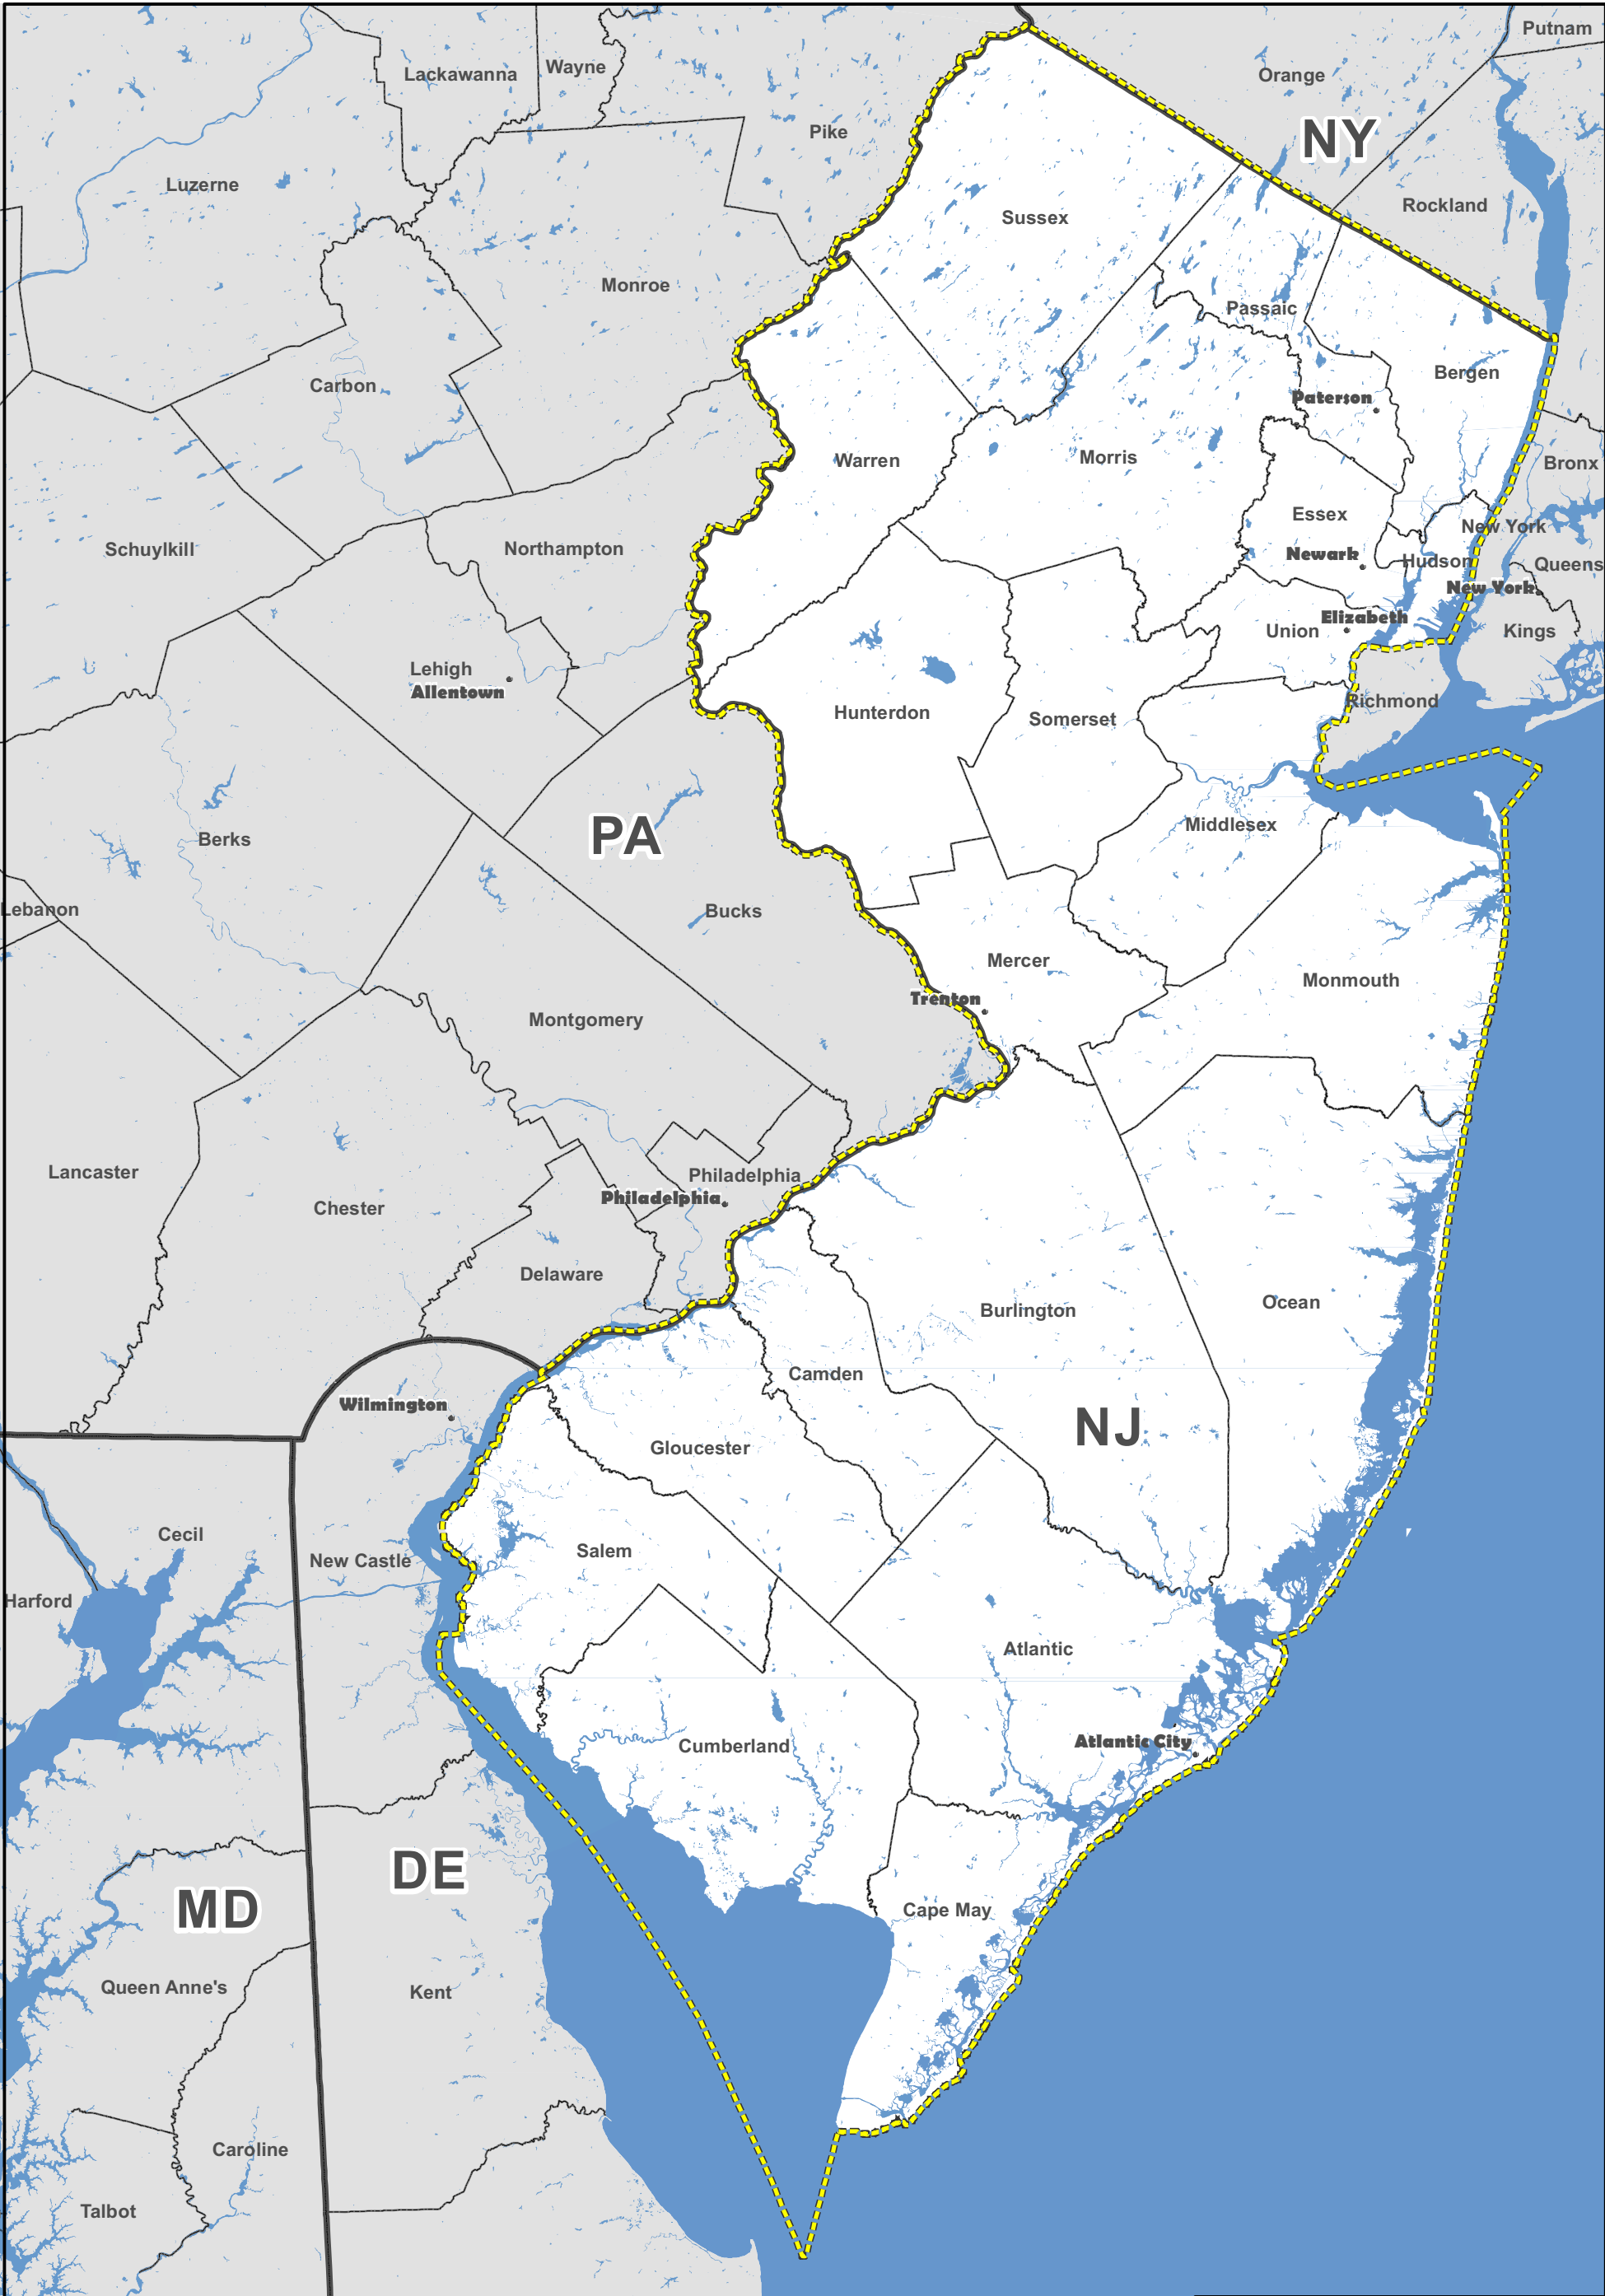 Putnam
Lackawanna
Wayne
Orange
Pike
NY
Luzerne
Rockland
Sussex
Monroe
Passaic
Bergen
Carbon
Paterson
Warren
Morris
Bronx
Essex
New York
Schuylkill
Northampton
Newark
Hudson
Queens
New York
Elizabeth
Union
Kings
Lehigh
Allentown
Richmond
Hunterdon
Somerset
Middlesex
PA
Berks
Lebanon
Bucks
Mercer
Monmouth
Trenton
Montgomery
Lancaster
Philadelphia
Philadelphia
Chester
Delaware
Burlington
Ocean
Camden
Wilmington
NJ
Gloucester
Cecil
Salem
New Castle
Harford
Atlantic
Atlantic City
Cumberland
DE
MD
Cape May
Queen Anne's
Kent
Caroline
Talbot